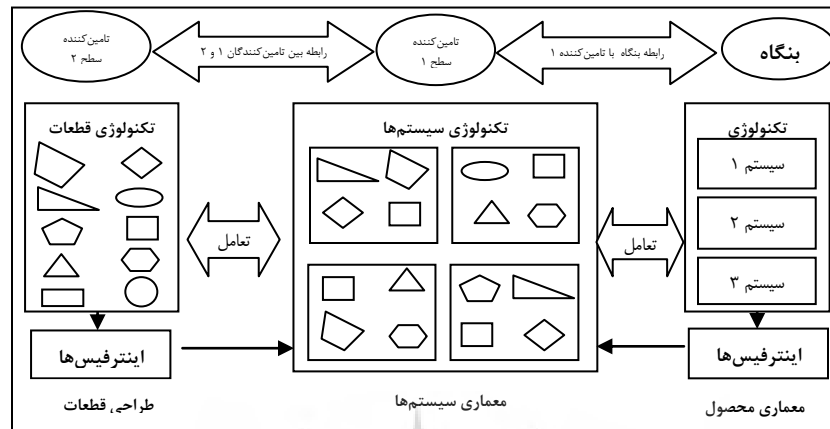 بنگاه
رابطه بنگاه با تامین‌کننده ۱
تامین‌کننده
سطح ۱
رابطه بین تامین‌کنندگان ۱ و ۲
تامین‌کننده
سطح ۲
تکنولوژی
سیستم ۱
سیستم ۲
سیستم ۳
تعامل
تکنولوژی سیستم‌ها
تعامل
تکنولوژی قطعات
اینترفیس‌ها
اینترفیس‌ها
معماری محصول
معماری سیستم‌ها
طراحی قطعات